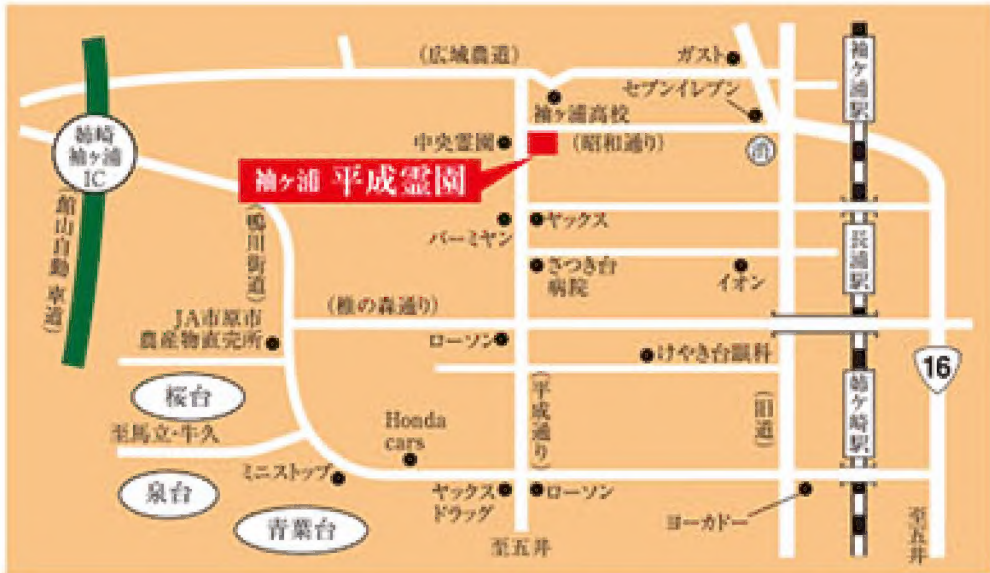 (広域農道)
ガスト
袖ヶ浦駅
セブンイレブン
袖ヶ浦高校
姉崎
袖ヶ浦
IC
中央霊園
(昭和通り)
消
袖ヶ浦 平成霊園
(館山自動車道)
(鴨川街道)
バーミヤン
ヤックス
長浦駅
さつき台
病院
イオン
(椎の森通り)
JA市原市
農産物直売所
ローソン
けやき台眼科
16
桜台
(平成通り)
(旧道)
姉ヶ崎駅
Honda
cars
至馬立・牛久
ミニストップ
泉台
ヤックス
ドラッグ
ローソン
ヨーカドー
青葉台
至五井
至五井